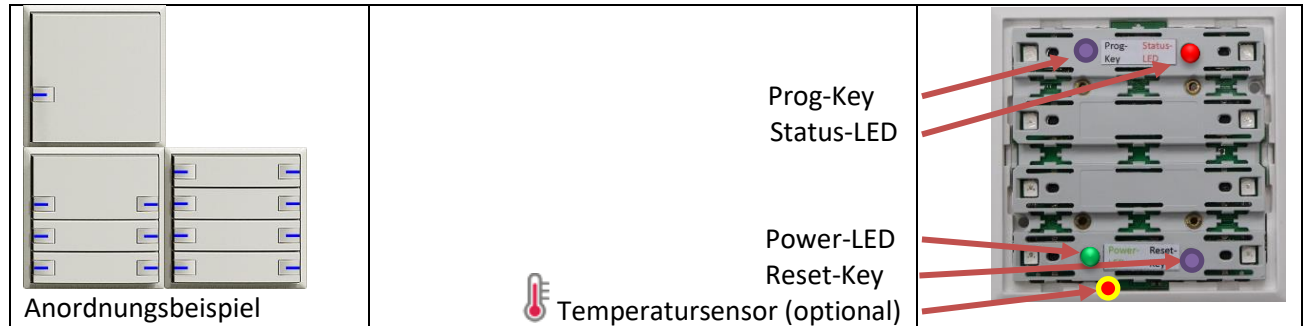 Anordnungsbeispiel
Prog-Key
Status-LED
Power-LED
Reset-Key
Temperatursensor (optional)
Prog- Status-
Key LED
Power- Reset-